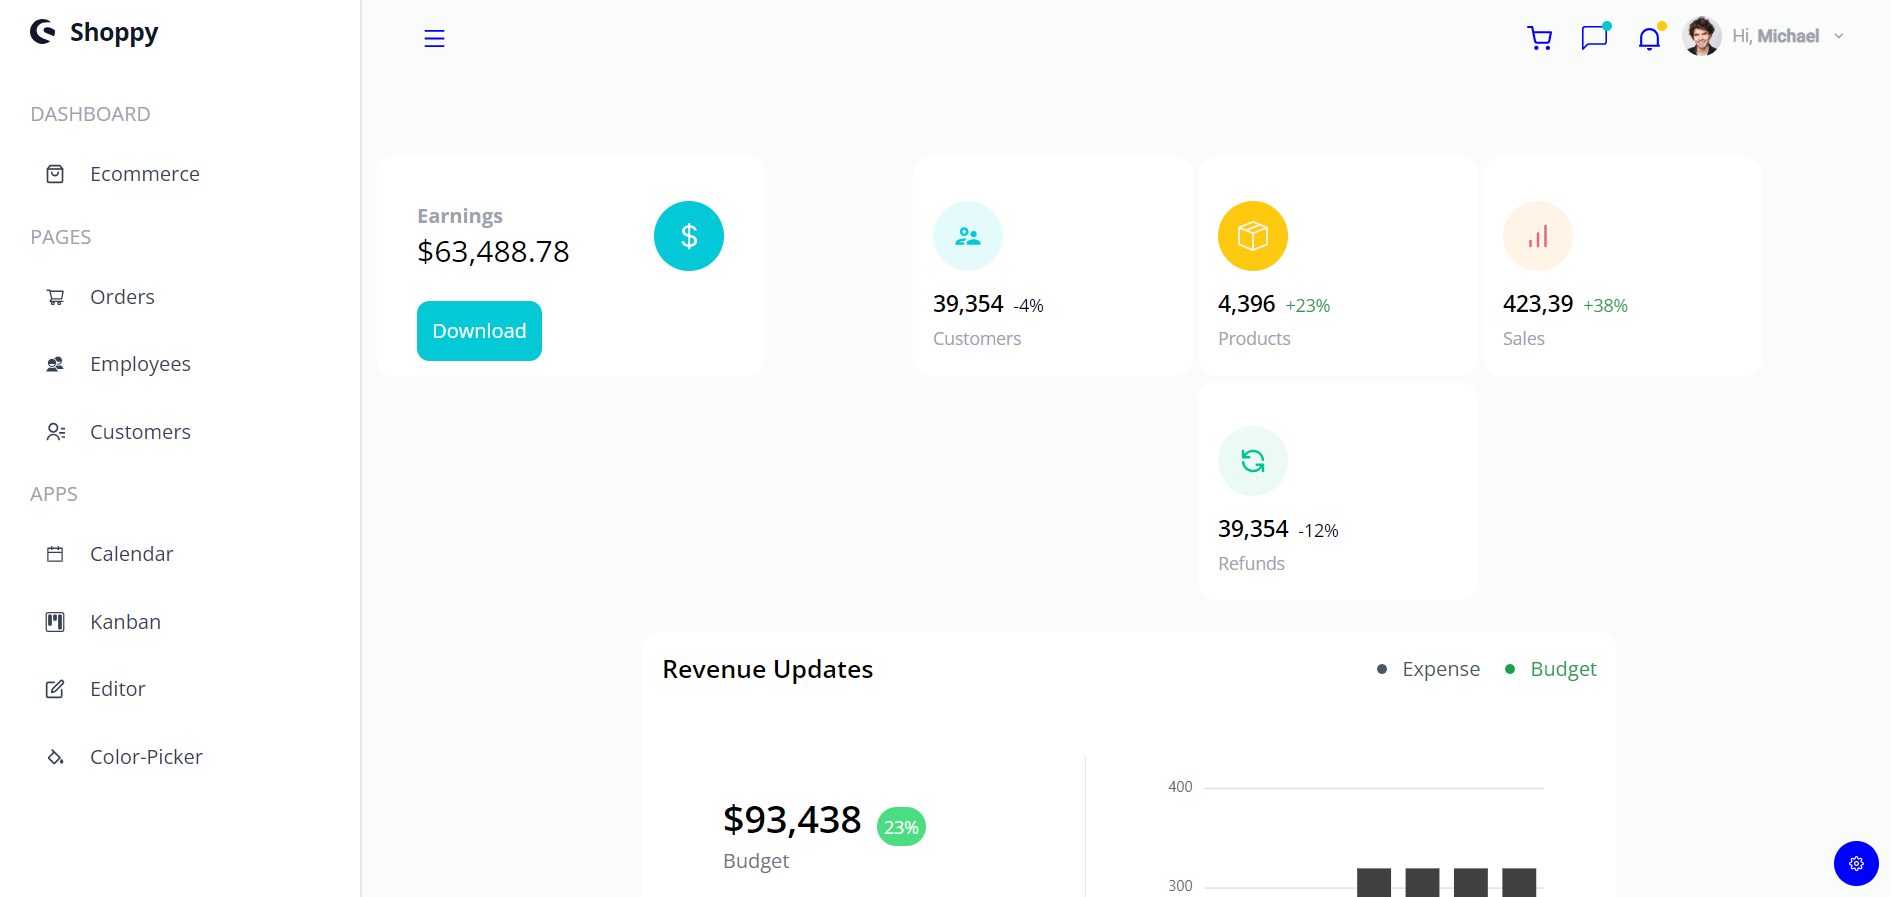 Shoppy
Hi, Michael
DASHBOARD
Ecommerce
PAGES
Orders
Employees
Customers
APPS
Calendar
Kanban
Editor
Color-Picker
Earnings
$63,488.78
$
Download
39,354 -4%
Customers
4,396 +23%
Products
423,39 +38%
Sales
39,354 -12%
Refunds
Revenue Updates
Expense
Budget
$93,438 23%
Budget
400
300